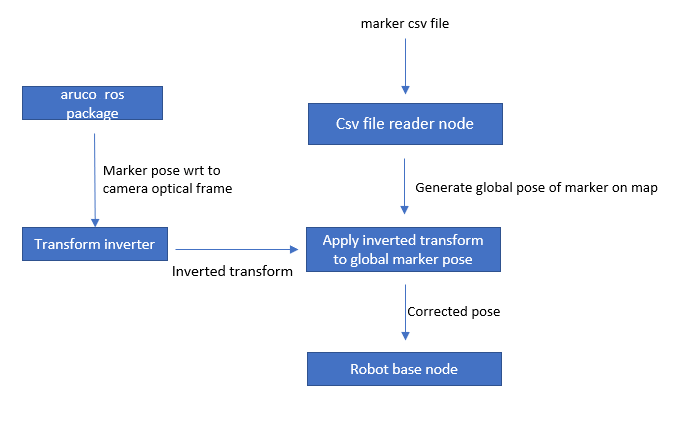 marker csv file
aruco  ros
package
Csv file reader node
Marker pose wrt to
camera optical frame
Generate global pose of marker on map
Transform inverter
Inverted transform
Apply inverted transform
to global marker pose
Corrected pose
Robot base node